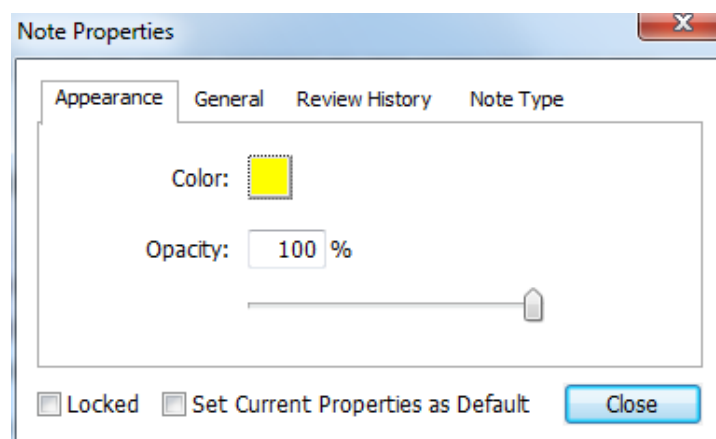 Note Properties
Appearance General Review History Note Type
Color:
Opacity: 100 %
Locked Set Current Properties as Default Close